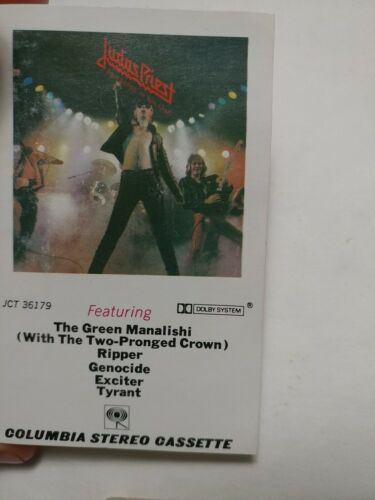 Judas Priest
JCT 36179
Featuring
DOLBY SYSTEM ®
The Green Manalishi
(With The Two-Pronged Crown)
Ripper
Genocide
Exciter
Tyrant
COLUMBIA STEREO CASSETTE